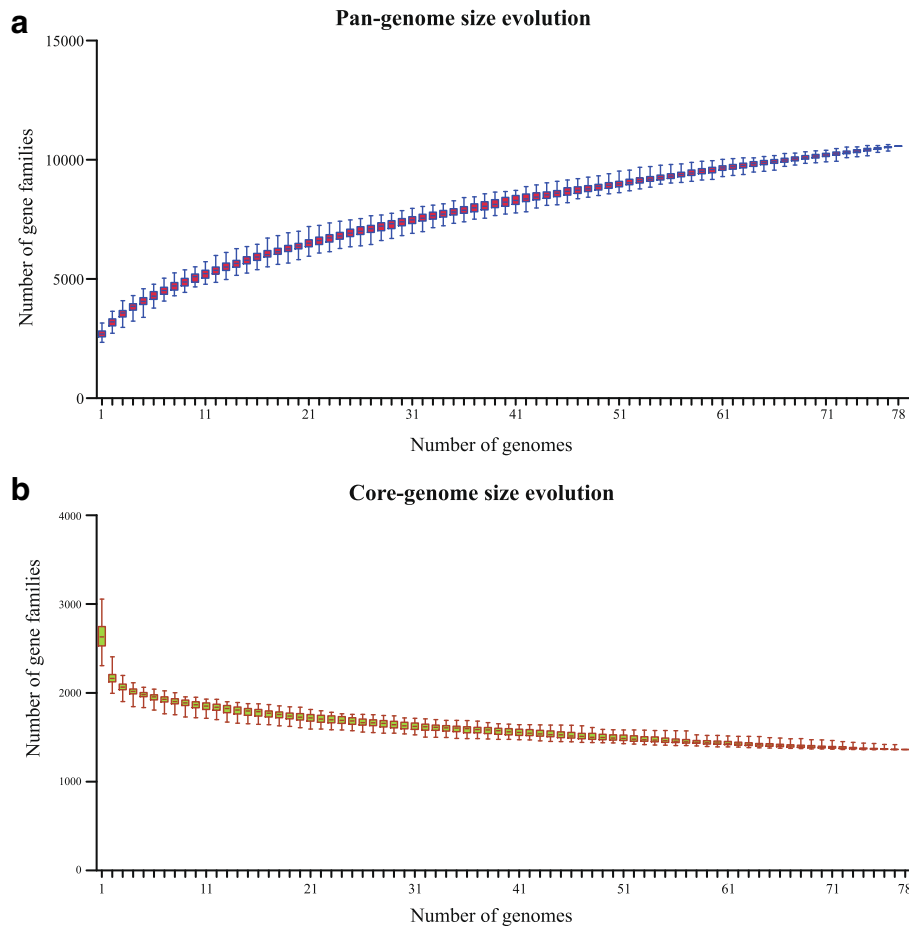 a
Pan-genome size evolution
15000
10000
5000
0
Number of gene families
1 11 21 31 41 51 61 71 78
Number of genomes
b
Core-genome size evolution
4000
3000
2000
1000
0
Number of gene families
1 11 21 31 41 51 61 71 78
Number of genomes